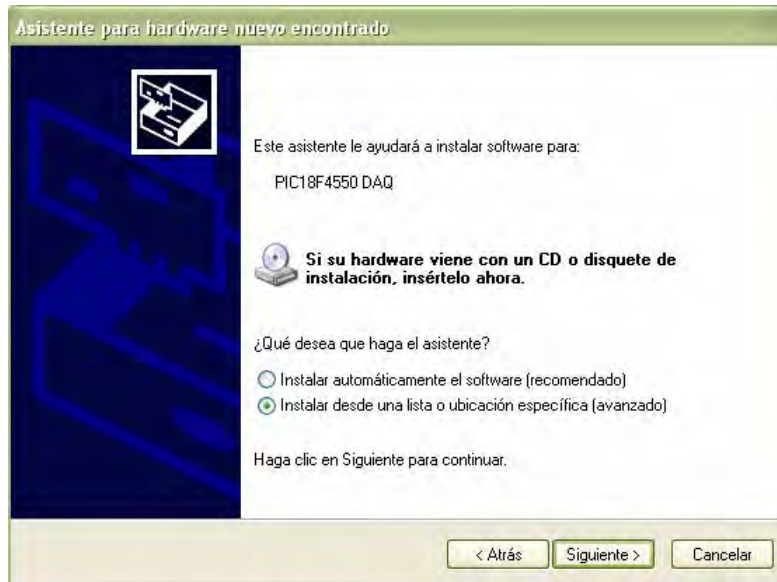 Asistente para hardware nuevo encontrado
Este asistente le ayudará a instalar software para:
PIC18F4550 DAQ
Si su hardware viene con un CD o disquete de
instalación, insértelo ahora.
¿Qué desea que haga el asistente?
Instalar automáticamente el software (recomendado)
Instalar desde una lista o ubicación específica (avanzado)
Haga clic en Siguiente para continuar.
< Atrás Siguiente > Cancelar